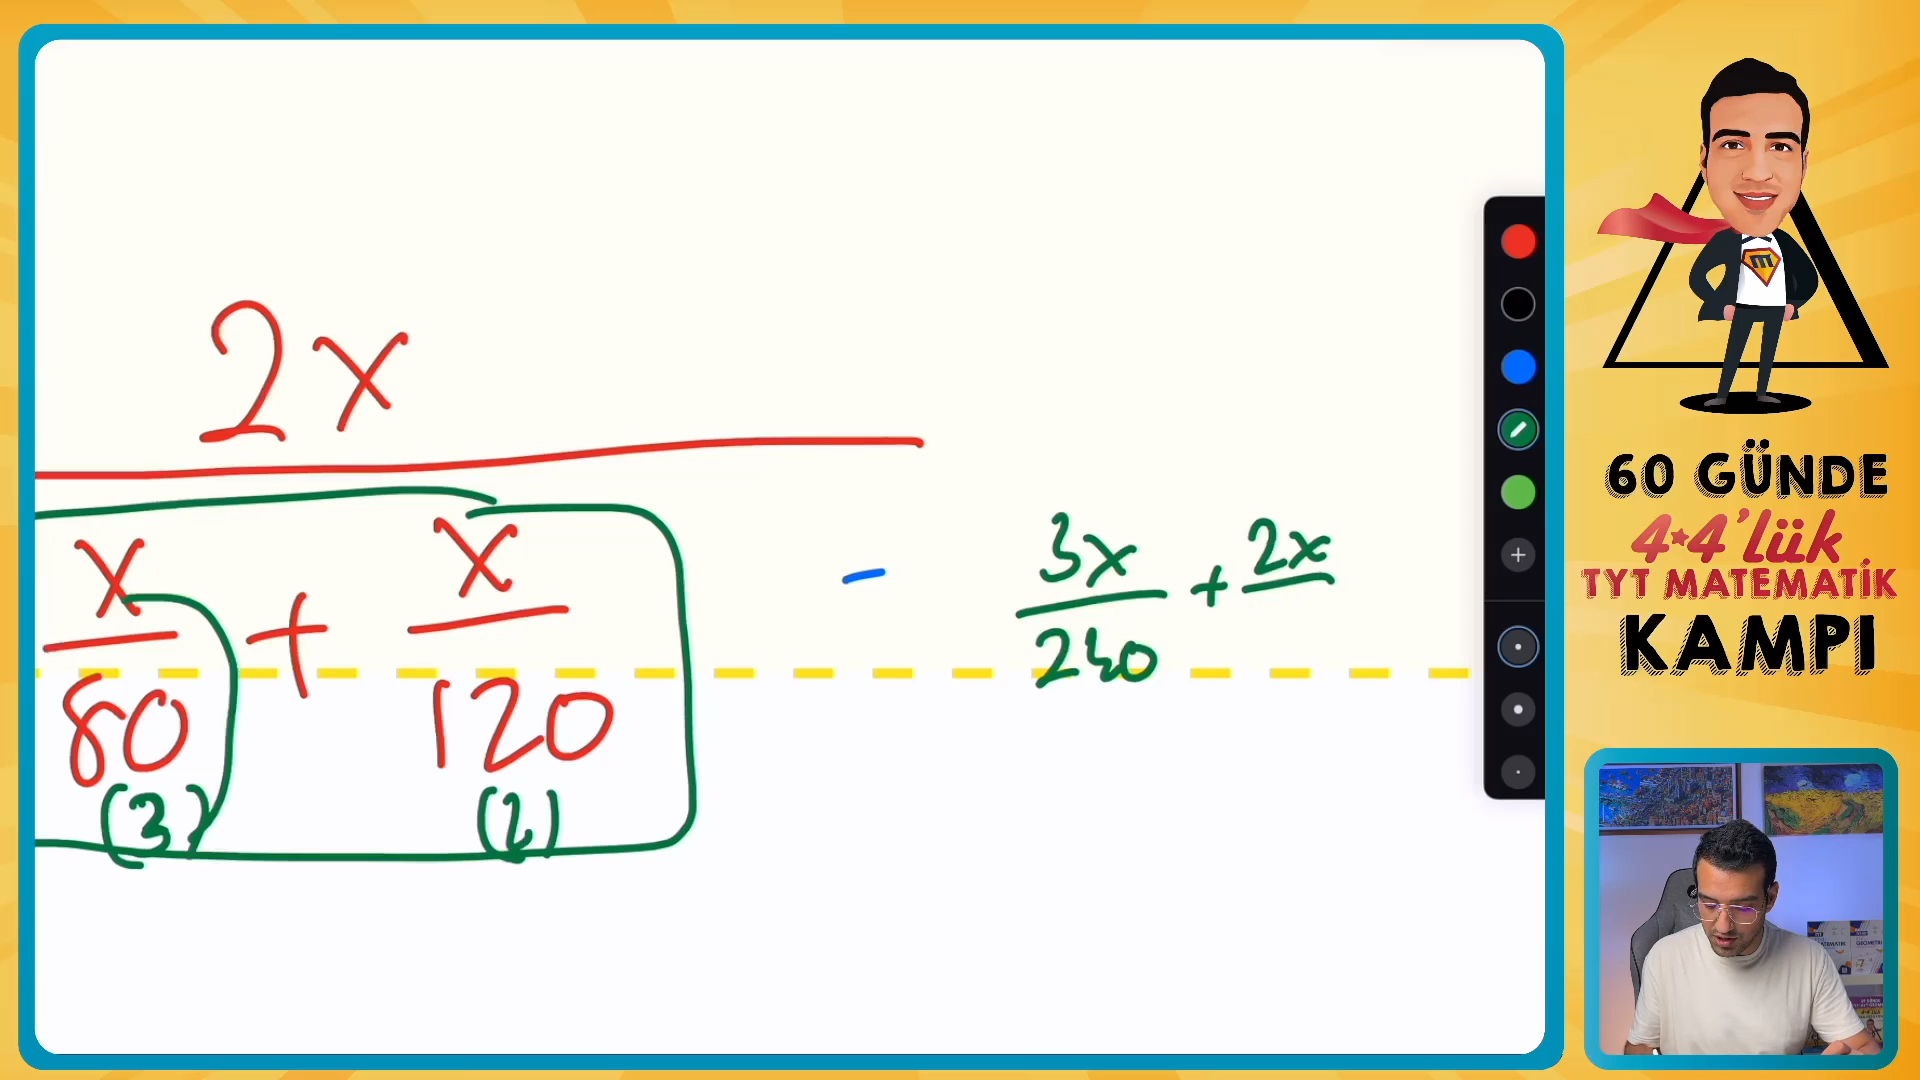 2x
x/80 + x/120
(3) (2)
-
3x/240 + 2x
60 GÜNDE
4*4'lük
TYT MATEMATİK
KAMPI
m